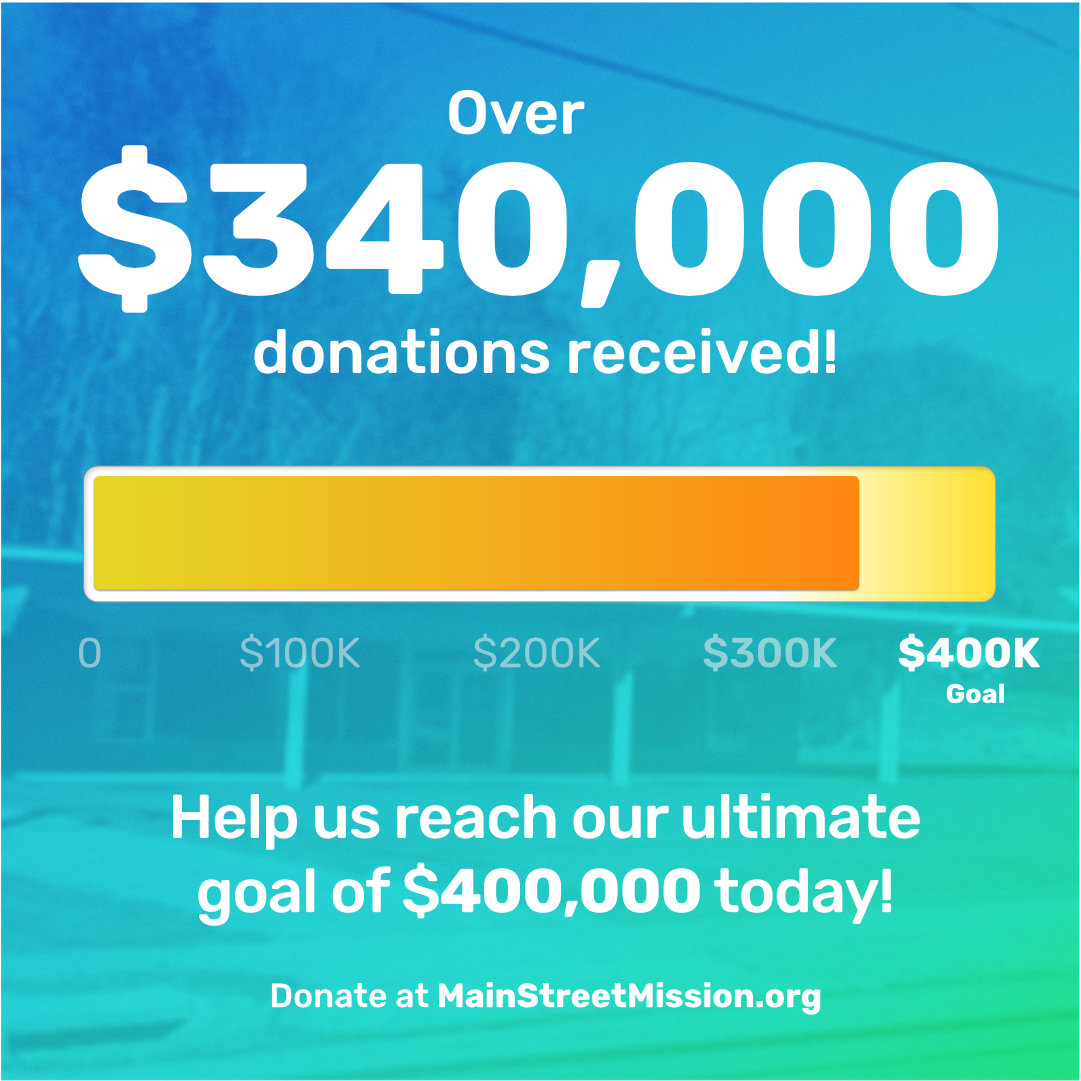 Over
$340,000
donations received!
0 $100K $200K $300K $400K
Goal
Help us reach our ultimate
goal of $400,000 today!
Donate at MainStreetMission.org